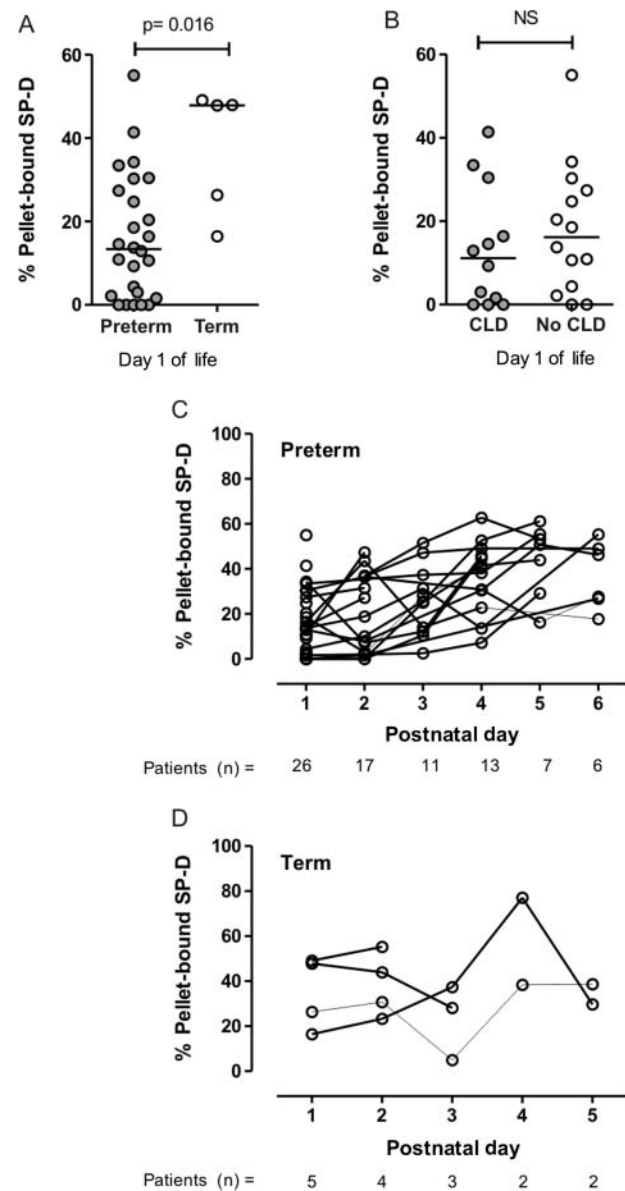 A
p= 0.016
% Pellet-bound SP-D
60
40
20
0
Preterm Term
Day 1 of life
B
NS
% Pellet-bound SP-D
60
40
20
0
CLD No CLD
Day 1 of life
C
Preterm
% Pellet-bound SP-D
100
80
60
40
20
0
1 2 3 4 5 6
Postnatal day
Patients (n) = 26 17 11 13 7 6
D
Term
% Pellet-bound SP-D
100
80
60
40
20
0
1 2 3 4 5
Postnatal day
Patients (n) = 5 4 3 2 2